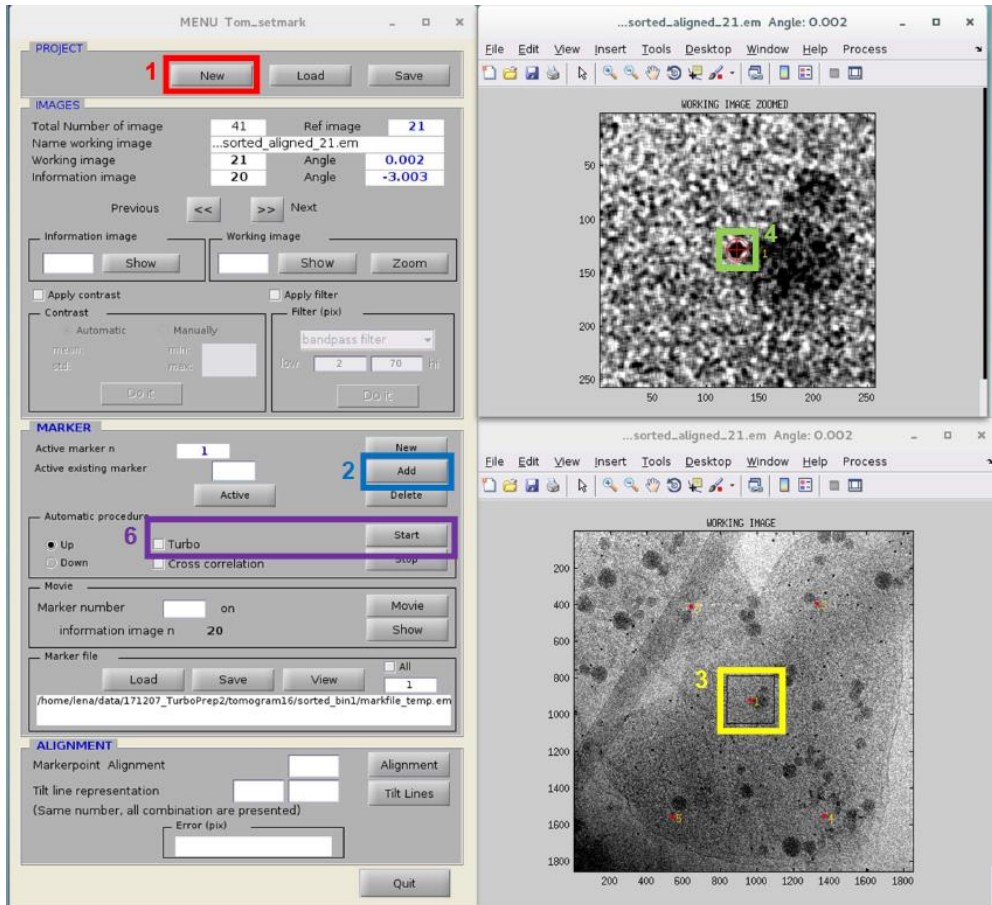 MENU Tom_setmark
PROJECT
1 New Load Save
IMAGES
Total Number of image 41 Ref image 21
Name working image ...sorted_aligned_21.em
Working image 21 Angle 0.002
Information image 20 Angle -3.003
Previous << >> Next
Information image Working image
Show Show Zoom
Apply contrast Apply filter
Contrast Filter (pix)
Automatic Manually
bandpass filter
mean: min:
low 2 70 hi
std: max:
Do it Do it
MARKER
Active marker n 1 New
Active existing marker 2 Add
Active Delete
Automatic procedure
6 Start
Up Turbo
Down Cross correlation Stop
Movie
Marker number on Movie
information image n 20 Show
Marker file
All
Load Save View 1
/home/lena/data/171207_TurboPrep2/tomogram16/sorted_bin1/markfile_temp.em
ALIGNMENT
Markerpoint Alignment Alignment
Tilt line representation Tilt Lines
(Same number, all combination are presented)
Error (pix)
Quit
...sorted_aligned_21.em Angle: 0.002
File Edit View Insert Tools Desktop Window Help Process
WORKING IMAGE ZOOMED
50
100
4
1
150
200
250
50 100 150 200 250
...sorted_aligned_21.em Angle: 0.002
File Edit View Insert Tools Desktop Window Help Process
WORKING IMAGE
200
400
600
800
3
1000
1200
1400
1600
5 4
1800
200 400 600 800 1000 1200 1400 1600 1800